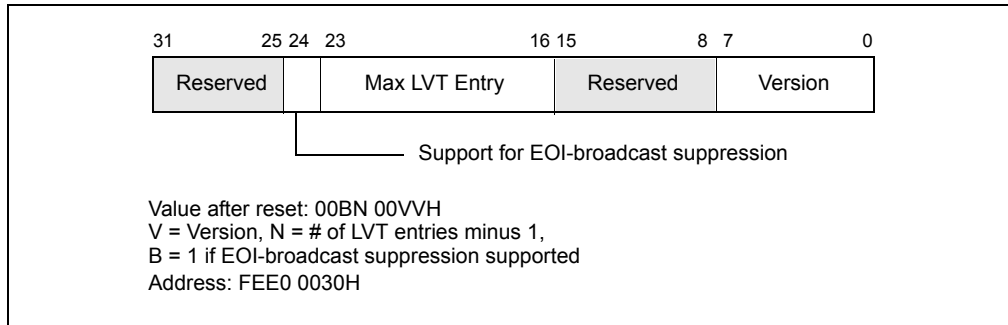 31 25 24 23 16 15 8 7 0
Reserved Max LVT Entry Reserved Version
Support for EOI-broadcast suppression
Value after reset: 00BN 00VVH
V = Version, N = # of LVT entries minus 1,
B = 1 if EOI-broadcast suppression supported
Address: FEE0 0030H